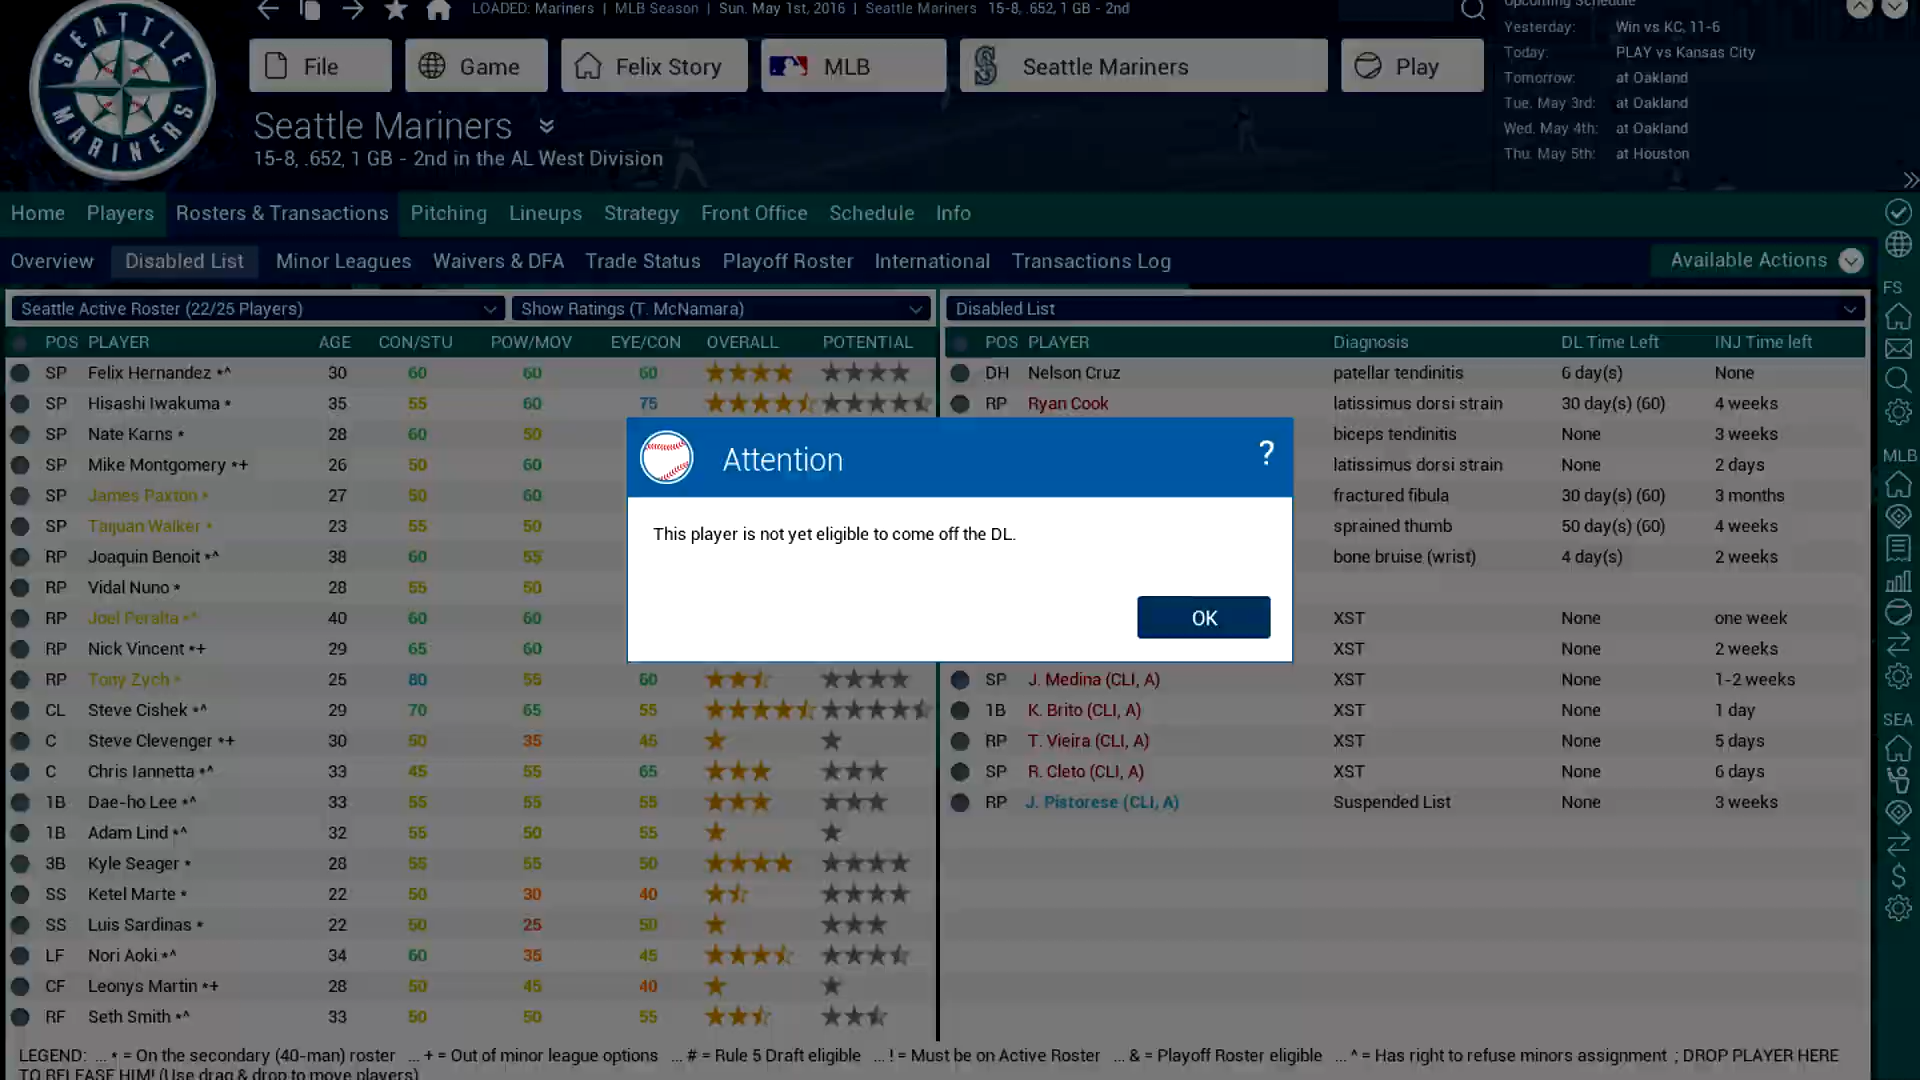 SEATTLE MARINERS
LOADED: Mariners | MLB Season | Sun. May 1st, 2016 | Seattle Mariners 15-8, .652, 1 GB - 2nd
File
Game
Felix Story
MLB
Seattle Mariners
Play
Upcoming Schedule
Yesterday: Win vs KC, 11-6
Today: PLAY vs Kansas City
Tomorrow: at Oakland
Tue. May 3rd: at Oakland
Wed. May 4th: at Oakland
Thu. May 5th: at Houston
Seattle Mariners
15-8, .652, 1 GB - 2nd in the AL West Division
Home Players Rosters & Transactions Pitching Lineups Strategy Front Office Schedule Info
Overview Disabled List Minor Leagues Waivers & DFA Trade Status Playoff Roster International Transactions Log Available Actions
Seattle Active Roster (22/25 Players) Show Ratings (T. McNamara)
POS PLAYER AGE CON/STU POW/MOV EYE/CON OVERALL POTENTIAL
SP Felix Hernandez *^ 30 60 60 60
SP Hisashi Iwakuma * 35 55 60 75
SP Nate Karns * 28 60 50
SP Mike Montgomery *+ 26 50 60
SP James Paxton * 27 50 60
SP Taijuan Walker * 23 55 50
RP Joaquin Benoit *^ 38 60 55
RP Vidal Nuno * 28 55 50
RP Joel Peralta *^ 40 60 60
RP Nick Vincent *+ 29 65 60
RP Tony Zych * 25 80 55 60
CL Steve Cishek *^ 29 70 65 55
C Steve Clevenger *+ 30 50 35 45
C Chris Iannetta *^ 33 45 55 65
1B Dae-ho Lee *^ 33 55 55 55
1B Adam Lind *^ 32 55 50 55
3B Kyle Seager * 28 55 55 50
SS Ketel Marte * 22 50 30 40
SS Luis Sardinas * 22 50 25 50
LF Nori Aoki *^ 34 60 35 45
CF Leonys Martin *+ 28 50 45 40
RF Seth Smith *^ 33 50 50 55
Disabled List
POS PLAYER Diagnosis DL Time Left INJ Time left
DH Nelson Cruz patellar tendinitis 6 day(s) None
RP Ryan Cook latissimus dorsi strain 30 day(s) (60) 4 weeks
biceps tendinitis None 3 weeks
latissimus dorsi strain None 2 days
fractured fibula 30 day(s) (60) 3 months
sprained thumb 50 day(s) (60) 4 weeks
bone bruise (wrist) 4 day(s) 2 weeks
XST None one week
XST None 2 weeks
SP J. Medina (CLI, A) XST None 1-2 weeks
1B K. Brito (CLI, A) XST None 1 day
RP T. Vieira (CLI, A) XST None 5 days
SP R. Cleto (CLI, A) XST None 6 days
RP J. Pistorese (CLI, A) Suspended List None 3 weeks
Attention ?
This player is not yet eligible to come off the DL.
OK
FS
MLB
SEA
LEGEND: ... * = On the secondary (40-man) roster ... + = Out of minor league options ... # = Rule 5 Draft eligible ... ! = Must be on Active Roster ... & = Playoff Roster eligible ... ^ = Has right to refuse minors assignment ; DROP PLAYER HERE
TO RELEASE HIM! (Use drag & drop to move players)